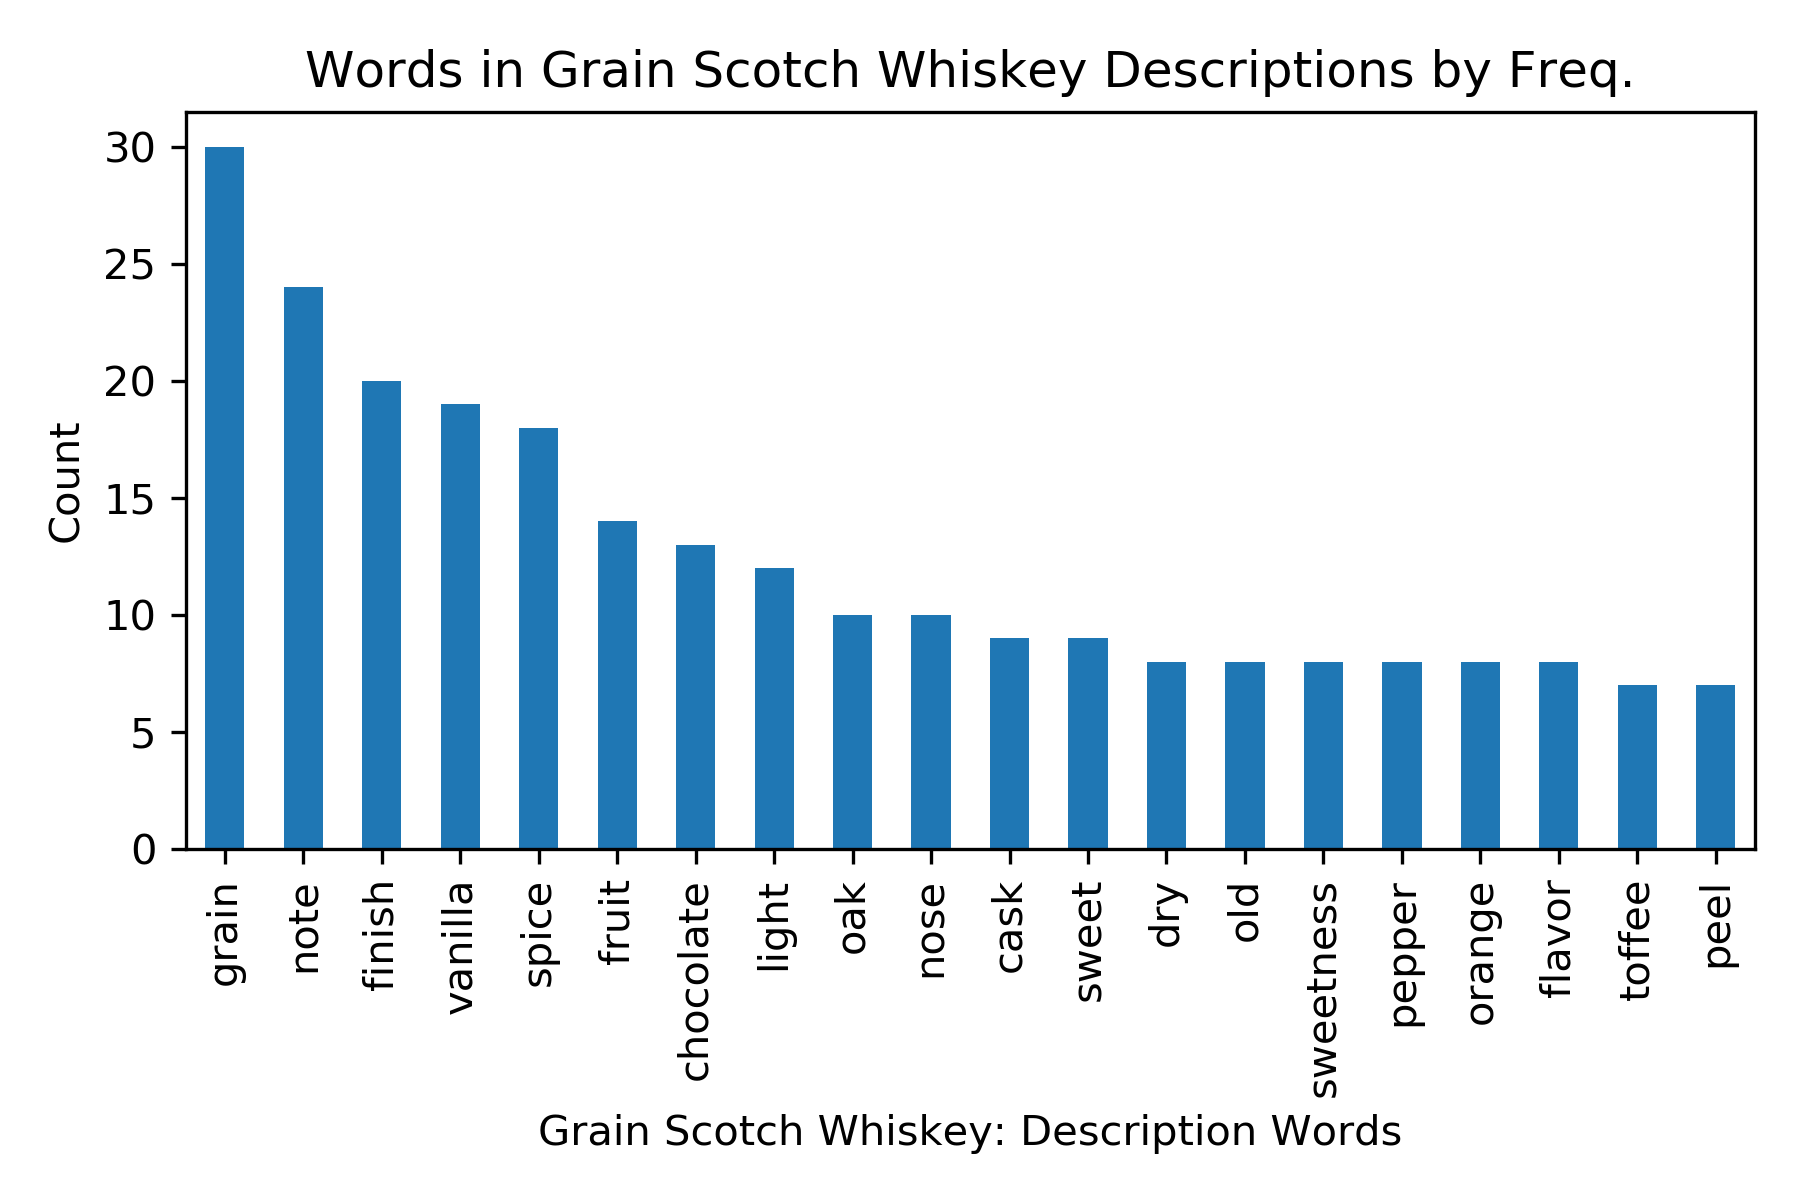 Words in Grain Scotch Whiskey Descriptions by Freq.
30
25
20
15
10
5
0
Count
grain
note
finish
vanilla
spice
fruit
chocolate
light
oak
nose
cask
sweet
dry
old
sweetness
pepper
orange
flavor
toffee
peel
Grain Scotch Whiskey: Description Words